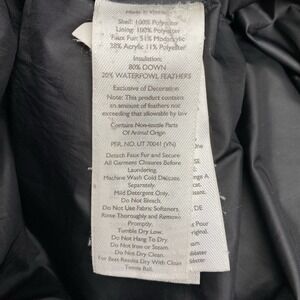 Made in
Shell: 100% Polyester
Lining: 100% Polyester
Faux Fur: 51% Modacrylic
38% Acrylic 11% Polyester
Insulation:
80% DOWN
20% WATERFOWL FEATHERS
Exclusive of Decoration
Note: This product contains
an amount of feathers not
exceeding that allowable by law
Contains Non-textile Parts
Of Animal Origin
PER. NO. UT 70041 (VN)
Detach Faux Fur and Secure
All Garment Closures Before
Laundering.
Machine Wash Cold Delicate
Separately.
Mild Detergent Only.
Do Not Bleach.
Do Not Use Fabric Softeners.
Rinse Thoroughly and Remove
Promptly.
Tumble Dry Low.
Do Not Hang To Dry.
Do Not Iron or Steam.
Do Not Dry Clean.
For Best Results Dry With Clean
Tennis Ball.
DE
Pour